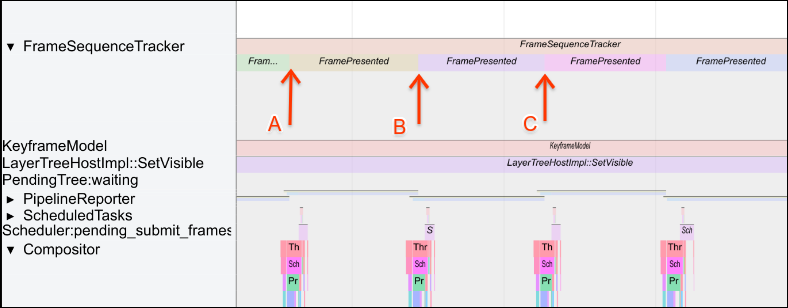 FrameSequenceTracker
▼ FrameSequenceTracker
Fram... FramePresented FramePresented FramePresented FramePresented
A B C
KeyframeModel KeyframeModel
LayerTreeHostImpl::SetVisible LayerTreeHostImpl::SetVisible
PendingTree:waiting
► PipelineReporter
► ScheduledTasks
Scheduler:pending_submit_frames S Sch
▼ Compositor Th Thr Th Thr
Sch Sch Sch Sch
Pr Pr Pr Pr